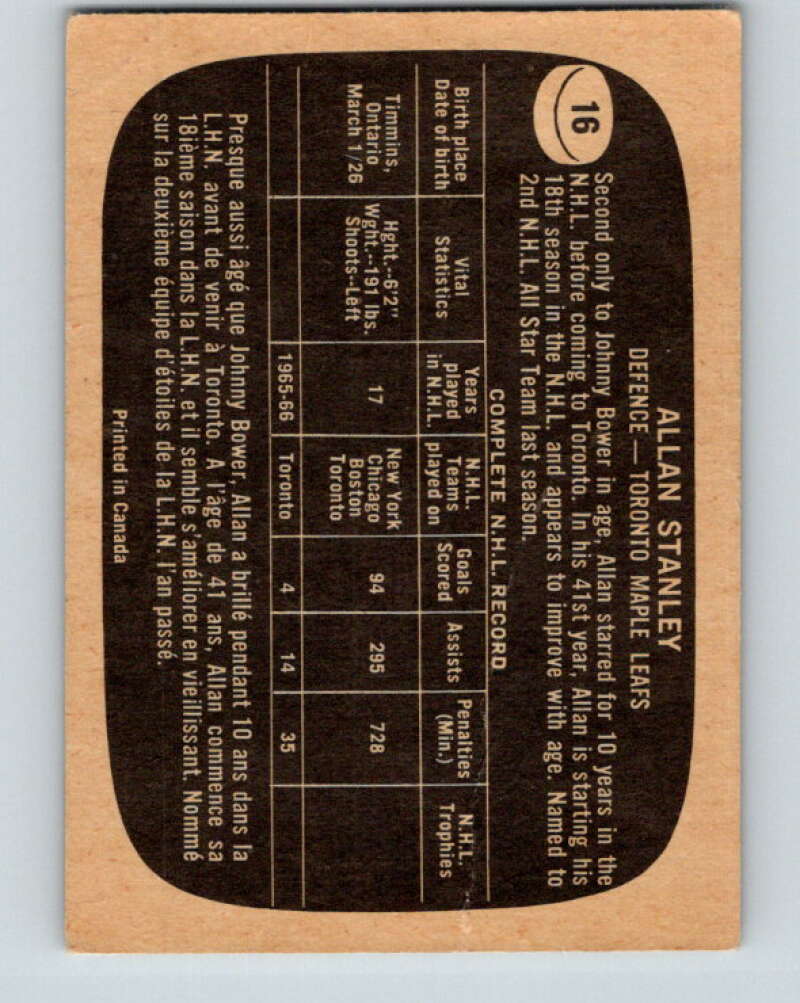 16
ALLAN STANLEY
DEFENCE — TORONTO MAPLE LEAFS
Second only to Johnny Bower in age, Allan starred for 10 years in the
N.H.L. before coming to Toronto. In his 41st year, Allan is starting his
18th season in the N.H.L. and appears to improve with age. Named to
2nd N.H.L. All Star Team last season.
COMPLETE N.H.L. RECORD
Birth place
Date of birth
Vital
Statistics
Years
played
in N.H.L.
N.H.L.
Teams
played on
Goals
Scored
Assists
Penalties
(Min.)
N.H.L.
Trophies
Timmins,
Ontario
March 1/26
Hght.--6'2"
Wght.--191 lbs.
Shoots--Left
17
New York
Chicago
Boston
Toronto
94
295
728
1965-66
Toronto
4
14
35
Presque aussi âgé que Johnny Bower, Allan a brillé pendant 10 ans dans la
L.H.N. avant de venir à Toronto. A l'âge de 41 ans, Allan commence sa
18ième saison dans la L.H.N. et il semble s'améliorer en vieillissant. Nommé
sur la deuxième équipe d'étoiles de la L.H.N. l'an passé.
Printed in Canada